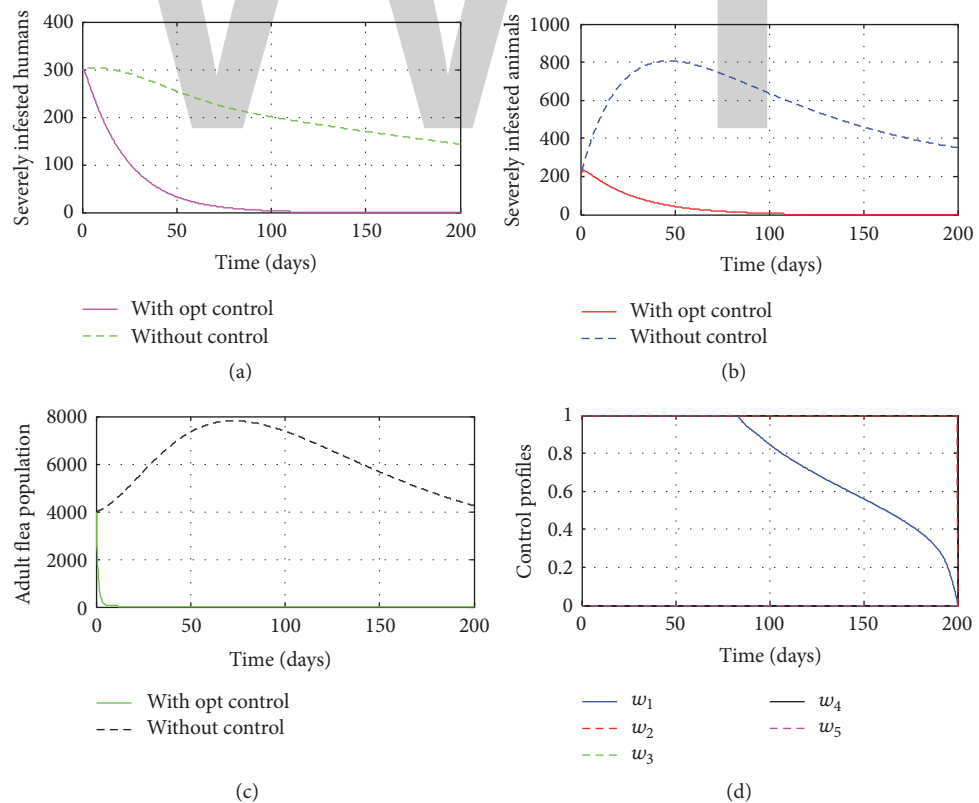 400
300
200
100
0
0 50 100 150 200
Severely infested humans
Time (days)
With opt control
Without control
(a)
1000
800
600
400
200
0
0 50 100 150 200
Severely infested animals
Time (days)
With opt control
Without control
(b)
8000
6000
4000
2000
0
0 50 100 150 200
Adult flea population
Time (days)
With opt control
Without control
(c)
1
0.8
0.6
0.4
0.2
0
0 50 100 150 200
Control profiles
Time (days)
w₁
w₂
w₃
w₄
w₅
(d)